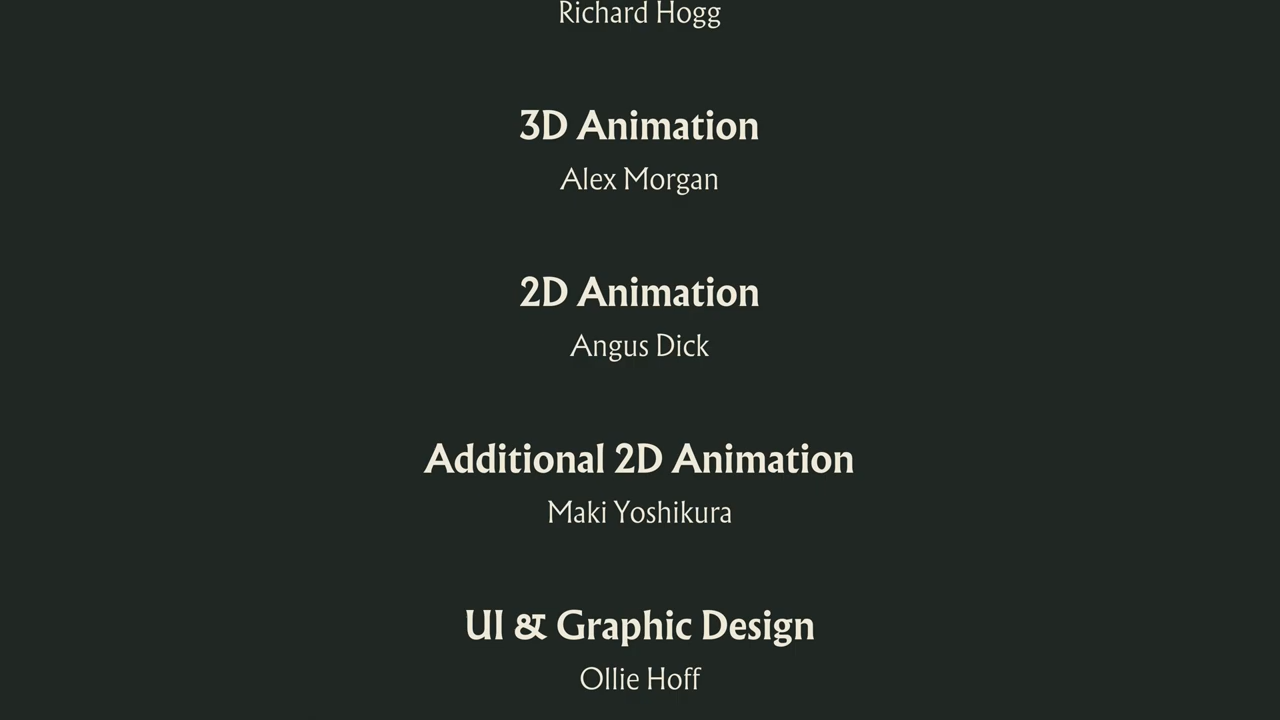 Richard Hogg
3D Animation
Alex Morgan
2D Animation
Angus Dick
Additional 2D Animation
Maki Yoshikura
UI & Graphic Design
Ollie Hoff